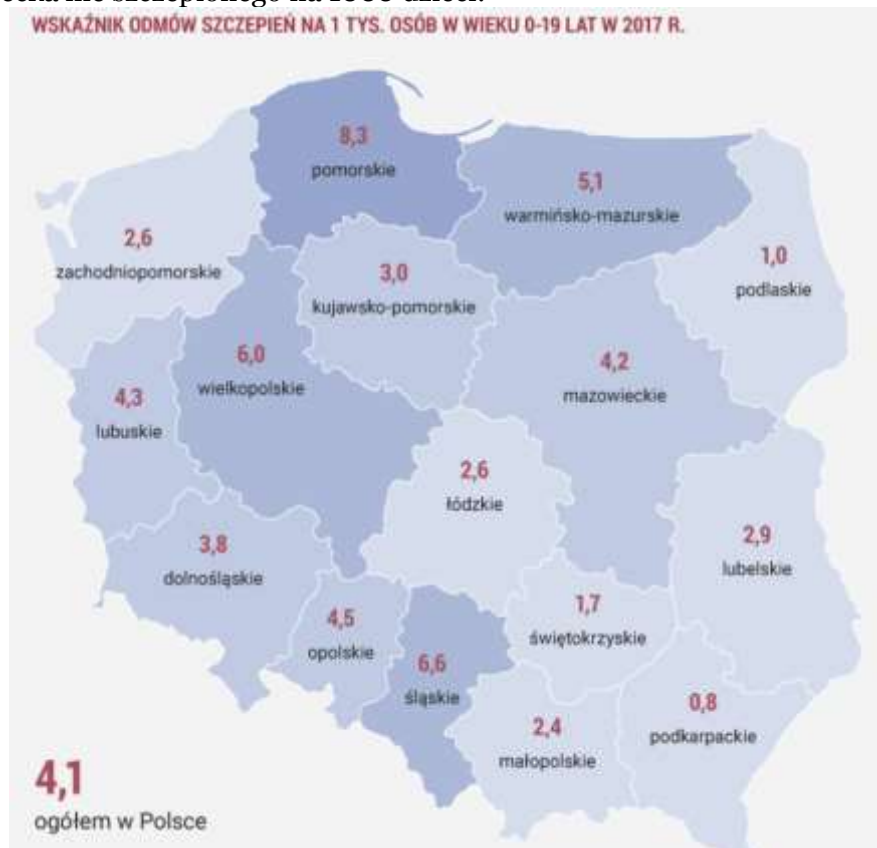 WSKAŹNIK ODMÓW SZCZEPIEŃ NA 1 TYS. OSÓB W WIEKU 0-19 LAT W 2017 R.
8,3
pomorskie
5,1
warmińsko-mazurskie
2,6
zachodniopomorskie
3,0
kujawsko-pomorskie
1,0
podlaskie
6,0
wielkopolskie
4,2
mazowieckie
4,3
lubuskie
2,6
łódzkie
3,8
dolnośląskie
2,9
lubelskie
4,5
opolskie
1,7
świętokrzyskie
6,6
śląskie
2,4
małopolskie
0,8
podkarpackie
4,1
ogółem w Polsce